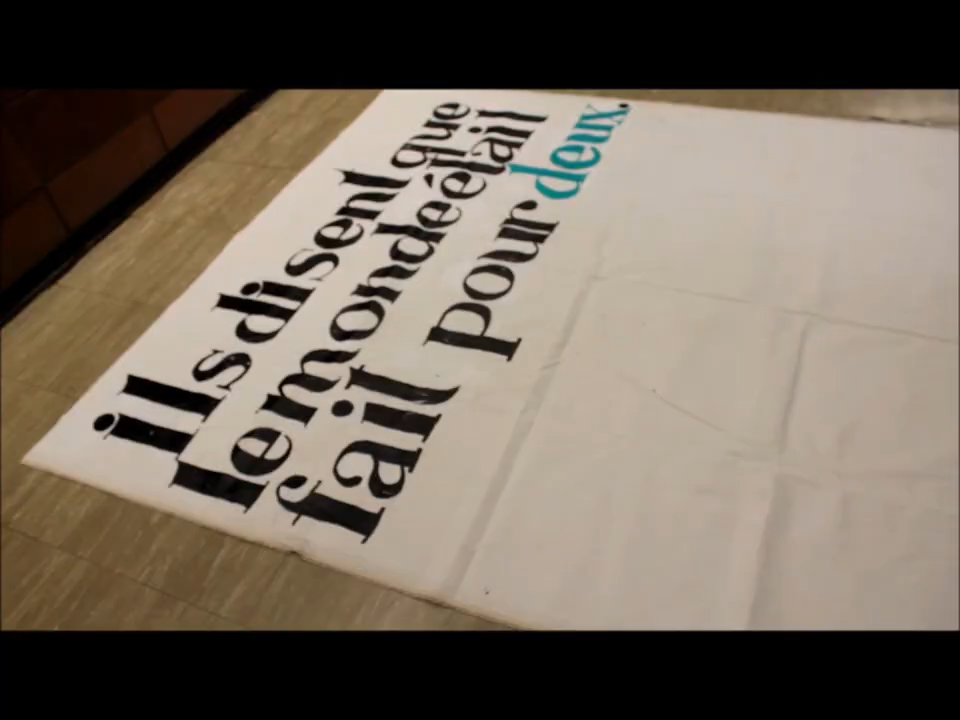 ils disent que
le monde était
fait pour deux.